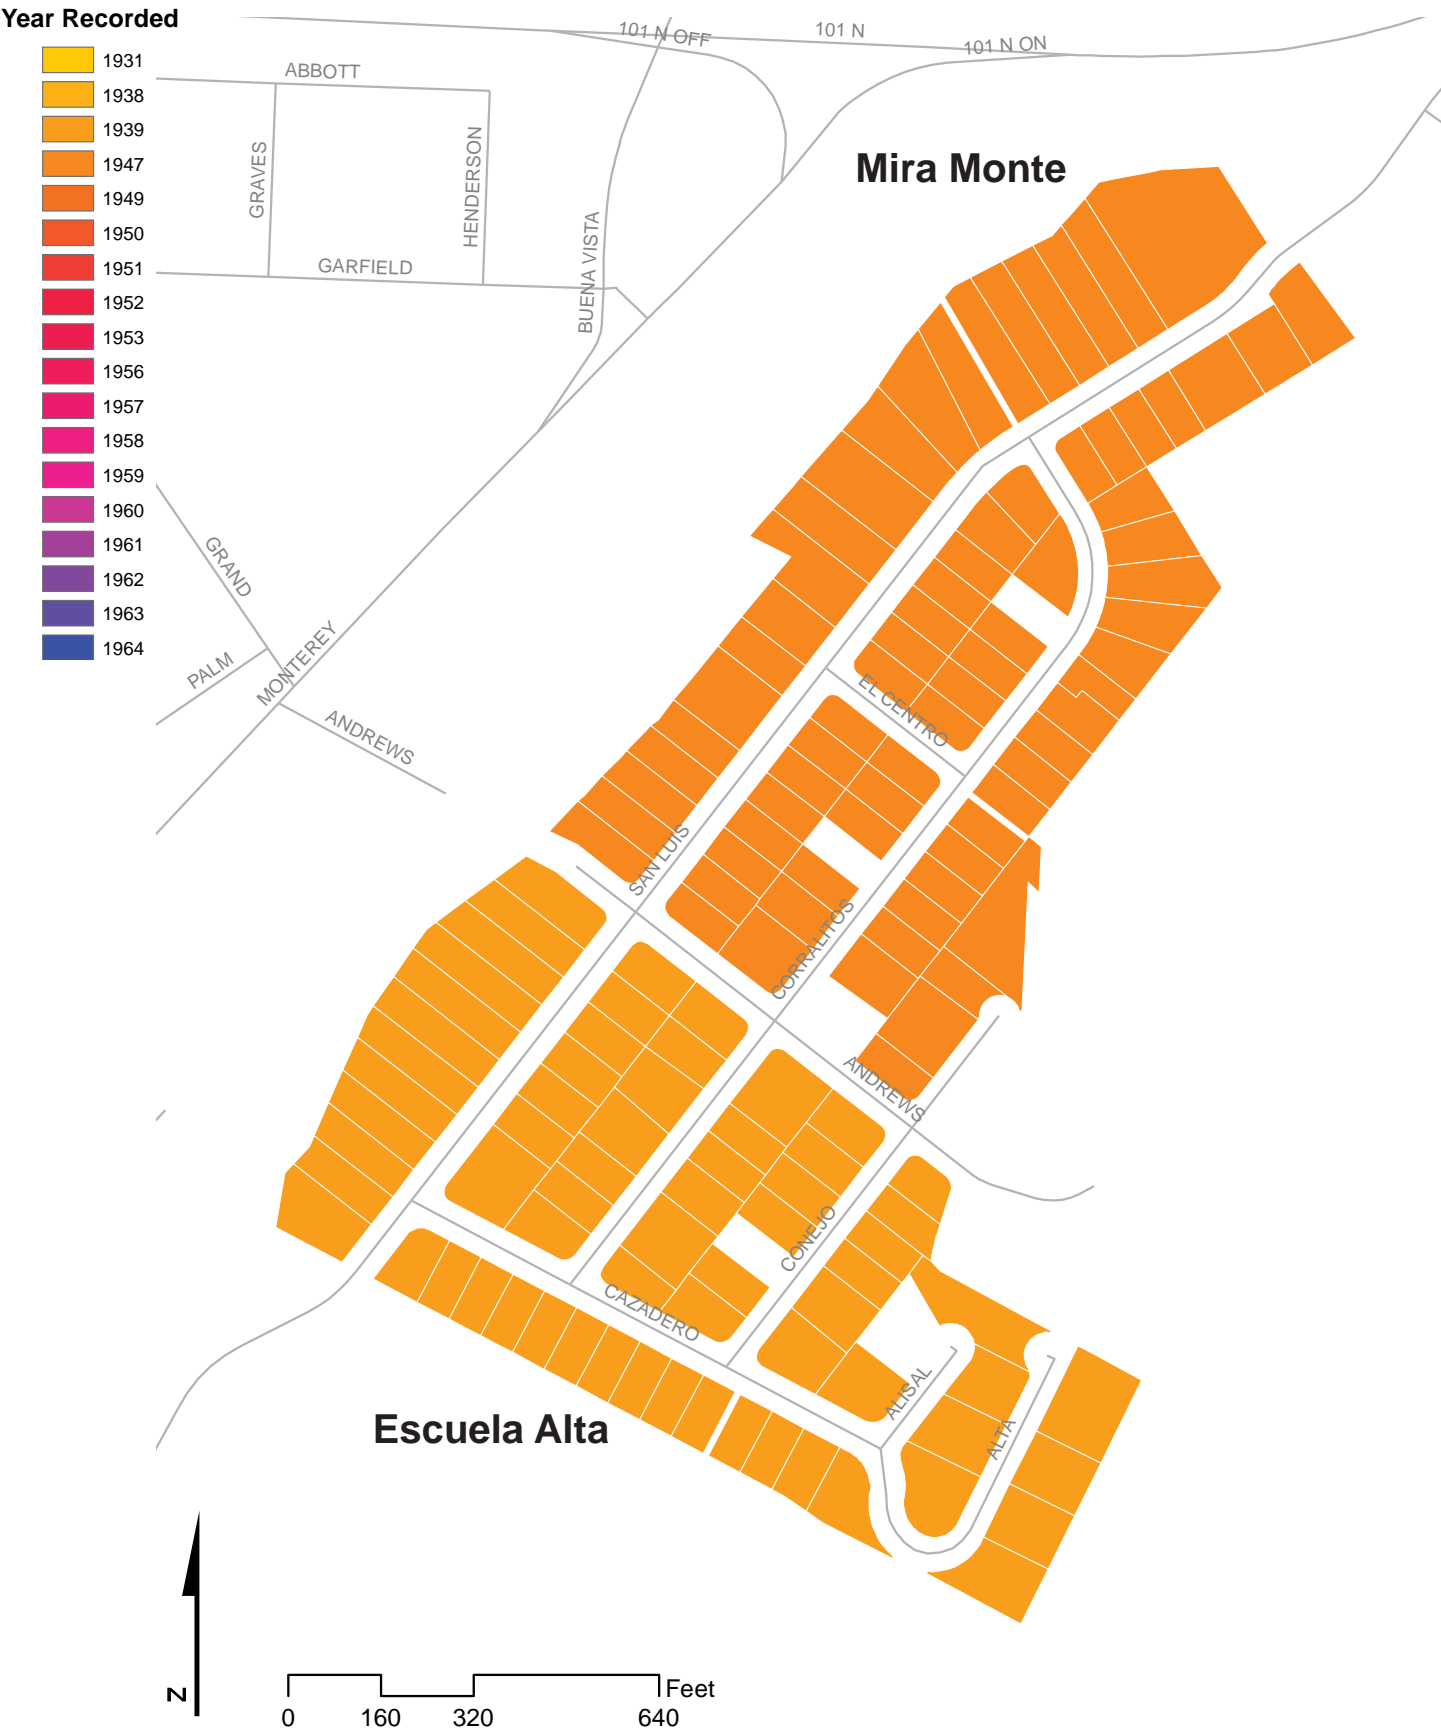 Year Recorded
1931
1938
1939
1947
1949
1950
1951
1952
1953
1956
1957
1958
1959
1960
1961
1962
1963
1964
101 N OFF
101 N
101 N ON
ABBOTT
GRAVES
HENDERSON
GARFIELD
BUENA VISTA
Mira Monte
GRAND
PALM
MONTEREY
ANDREWS
EL CENTRO
SAN LUIS
CORRALITOS
ANDREWS
CONEJO
CAZADERO
ALISAL
ALTA
Escuela Alta
N
Feet
0 160 320 640